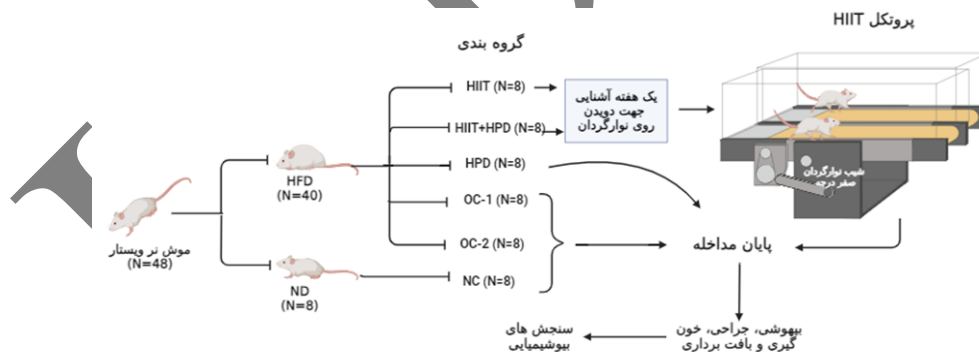 پروتکل HIIT
گروه بندی
HIIT (N=8)
HIIT+HPD (N=8)
HPD (N=8)
OC-1 (N=8)
OC-2 (N=8)
NC (N=8)
یک هفته آشنایی
جهت دویدن
روی نوارگردان
شیب نوارگردان
صفر درجه
HFD
(N=40)
ND
(N=8)
موش نر ویستار
(N=48)
پایان مداخله
بیهوشی، جراحی، خون
گیری و بافت برداری
سنجش های
بیوشیمیایی